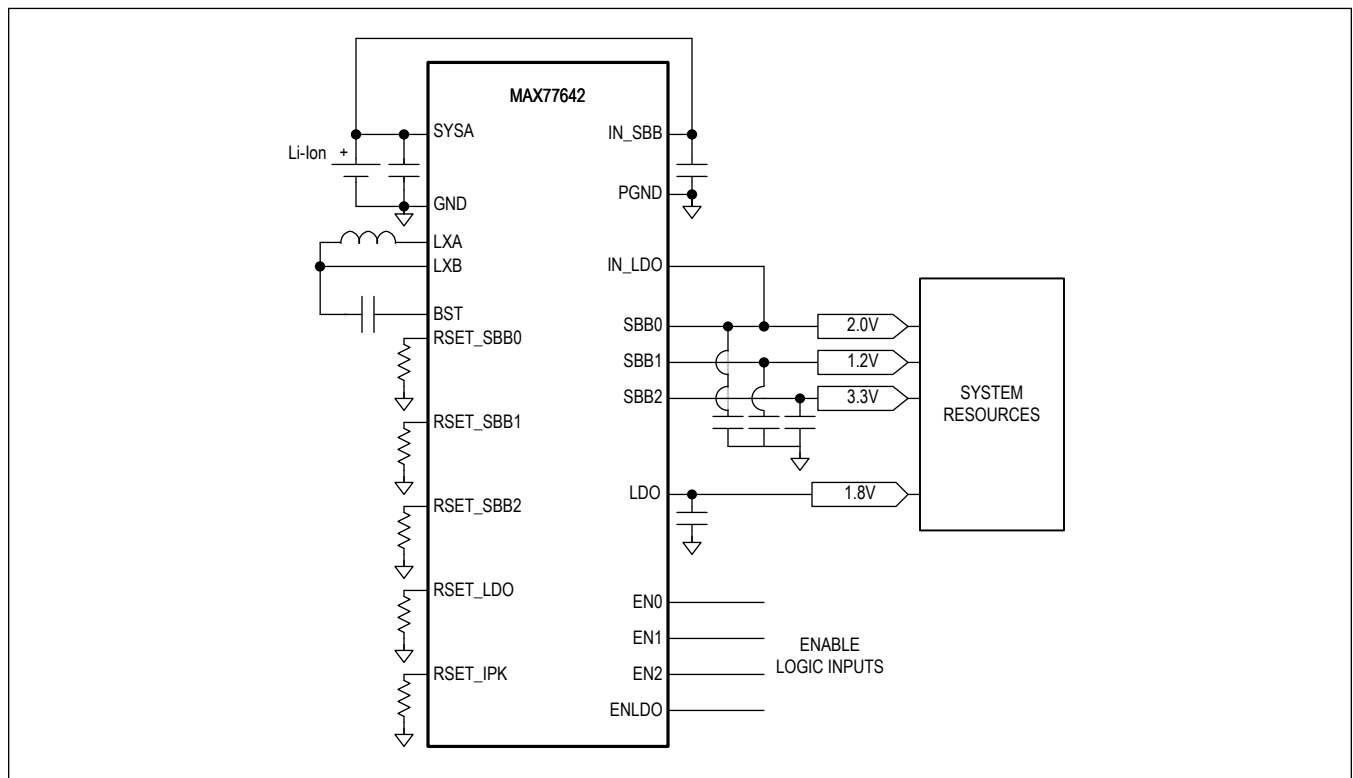 MAX77642
SYSA
IN_SBB
Li-Ion +
PGND
GND
LXA
LXB
IN_LDO
BST
RSET_SBB0
SBB0
2.0V
SBB1
1.2V
SBB2
3.3V
SYSTEM
RESOURCES
RSET_SBB1
LDO
1.8V
RSET_SBB2
RSET_LDO
EN0
EN1
ENABLE
LOGIC INPUTS
RSET_IPK
EN2
ENLDO